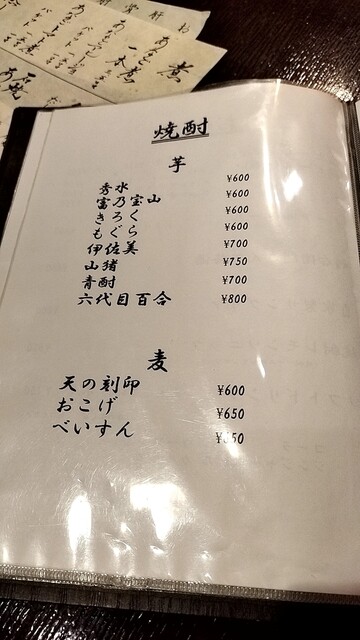 焼酎
芋
秀水 ¥600
富乃宝山 ¥600
きろく ¥600
もぐら ¥600
伊佐美 ¥700
山猪 ¥750
青酎 ¥700
六代目百合 ¥800
麦
天の刻印 ¥600
おこげ ¥650
べいすん